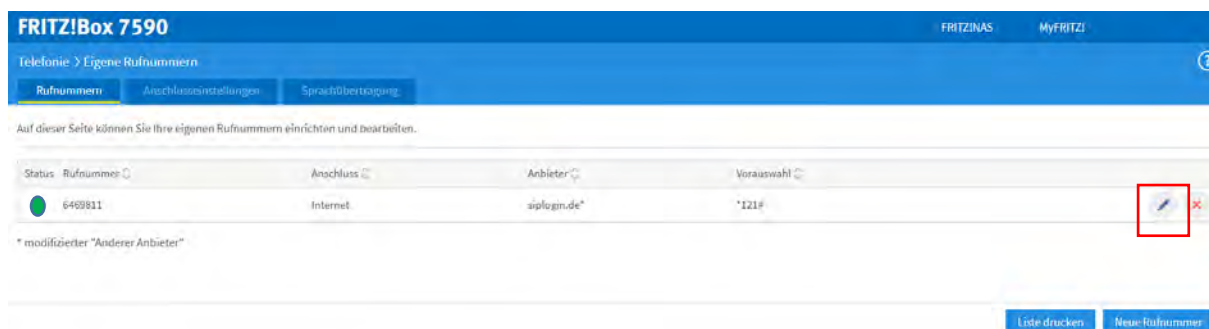 FRITZ!Box 7590 FRITZ!NAS MyFRITZ!
Telefonie > Eigene Rufnummern ?
Rufnummern Anschlusseinstellungen Sprachübertragung
Auf dieser Seite können Sie Ihre eigenen Rufnummern einrichten und bearbeiten.
Status Rufnummer Anschluss Anbieter Vorauswahl
6469811 Internet siplogin.de* *121#
* modifizierter "Anderer Anbieter"
Liste drucken Neue Rufnummer